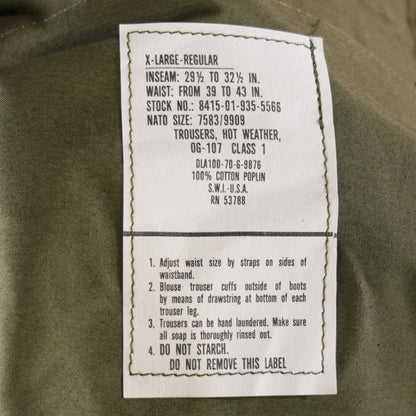 X-LARGE-REGULAR
INSEAM: 29½ TO 32½ IN.
WAIST: FROM 39 TO 43 IN.
STOCK NO.: 8415-01-935-5566
NATO SIZE: 7583/9909
TROUSERS, HOT WEATHER,
OG-107 CLASS 1
DLA100-70-G-9876
100% COTTON POPLIN
S.W.I.-U.S.A.
RN 53788
1. Adjust waist size by straps on sides of
waistband.
2. Blouse trouser cuffs outside of boots
by means of drawstring at bottom of each
trouser leg.
3. Trousers can be hand laundered. Make sure
all soap is thoroughly rinsed out.
4. DO NOT STARCH.
DO NOT REMOVE THIS LABEL